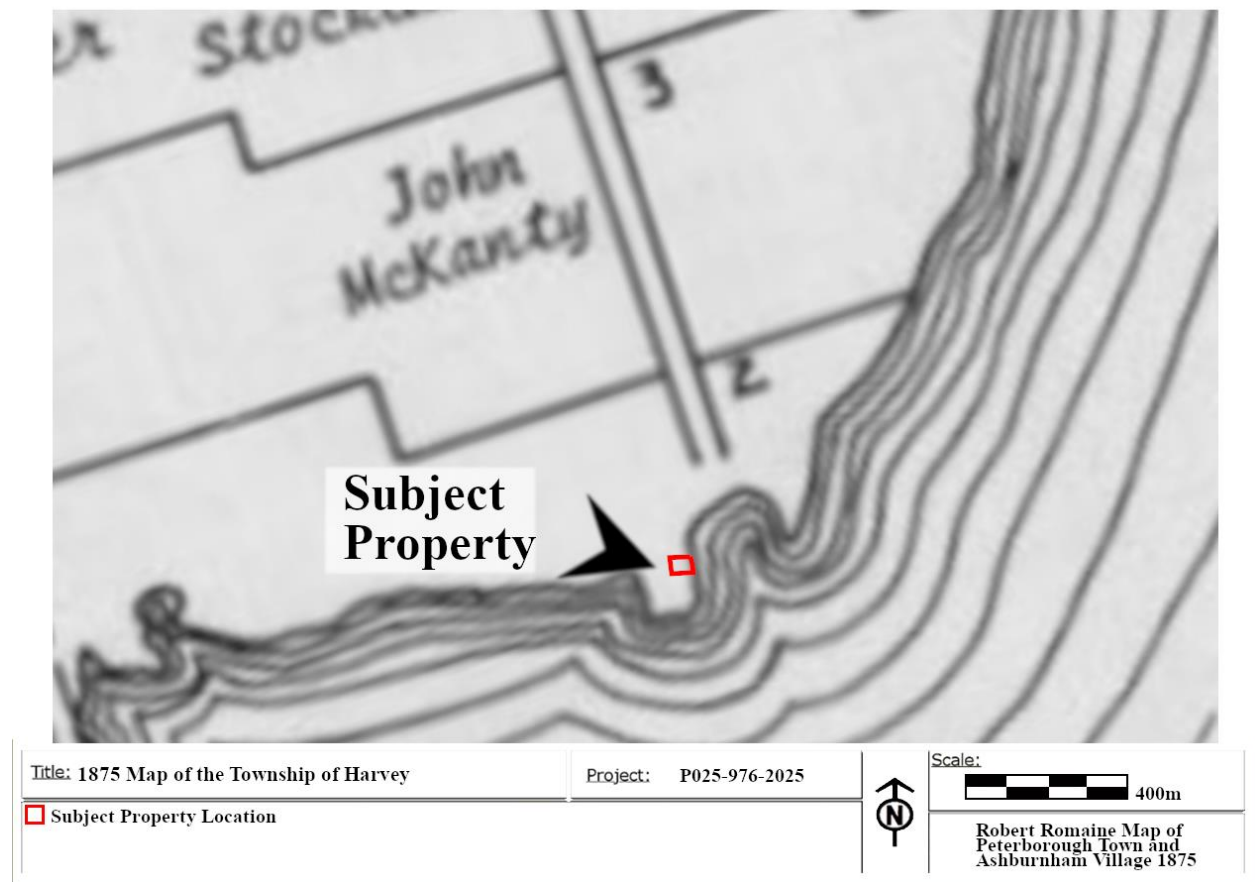 er
Stock
3
John
McKanty
2
Subject
Property
Title: 1875 Map of the Township of Harvey
Project: P025-976-2025
Subject Property Location
N
Scale:
400m
Robert Romaine Map of
Peterborough Town and
Ashburnham Village 1875